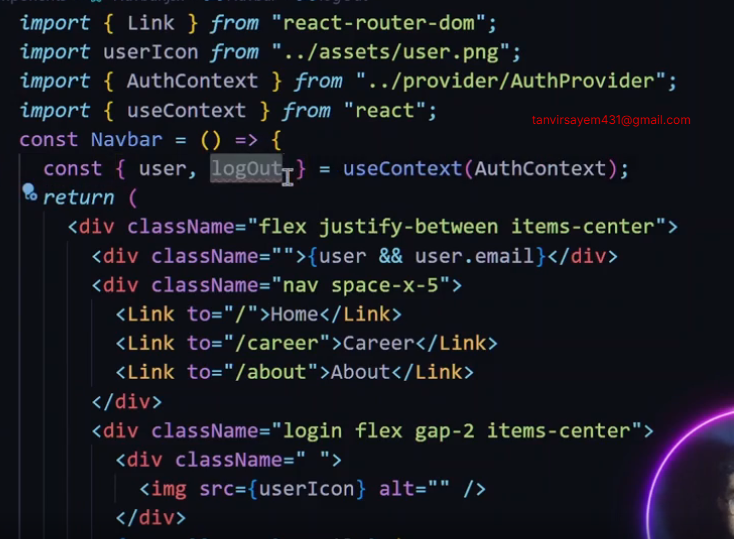 import { Link } from "react-router-dom";
import userIcon from "../assets/user.png";
import { AuthContext } from "../provider/AuthProvider";
import { useContext } from "react";
tanvirsayem431@gmail.com
const Navbar = () => {
const { user, logOut } = useContext(AuthContext);
return (
<div className="flex justify-between items-center">
<div className="">{user && user.email}</div>
<div className="nav space-x-5">
<Link to="/">Home</Link>
<Link to="/career">Career</Link>
<Link to="/about">About</Link>
</div>
<div className="login flex gap-2 items-center">
<div className=" ">
<img src={userIcon} alt="" />
</div>